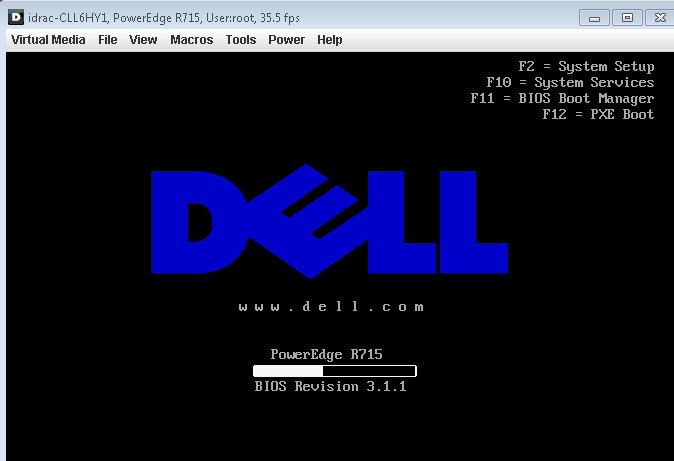 idrac-CLL6HY1, PowerEdge R715, User:root, 35.5 fps
Virtual Media File View Macros Tools Power Help
F2 = System Setup
F10 = System Services
F11 = BIOS Boot Manager
F12 = PXE Boot
DELL
www.dell.com
PowerEdge R715
BIOS Revision 3.1.1